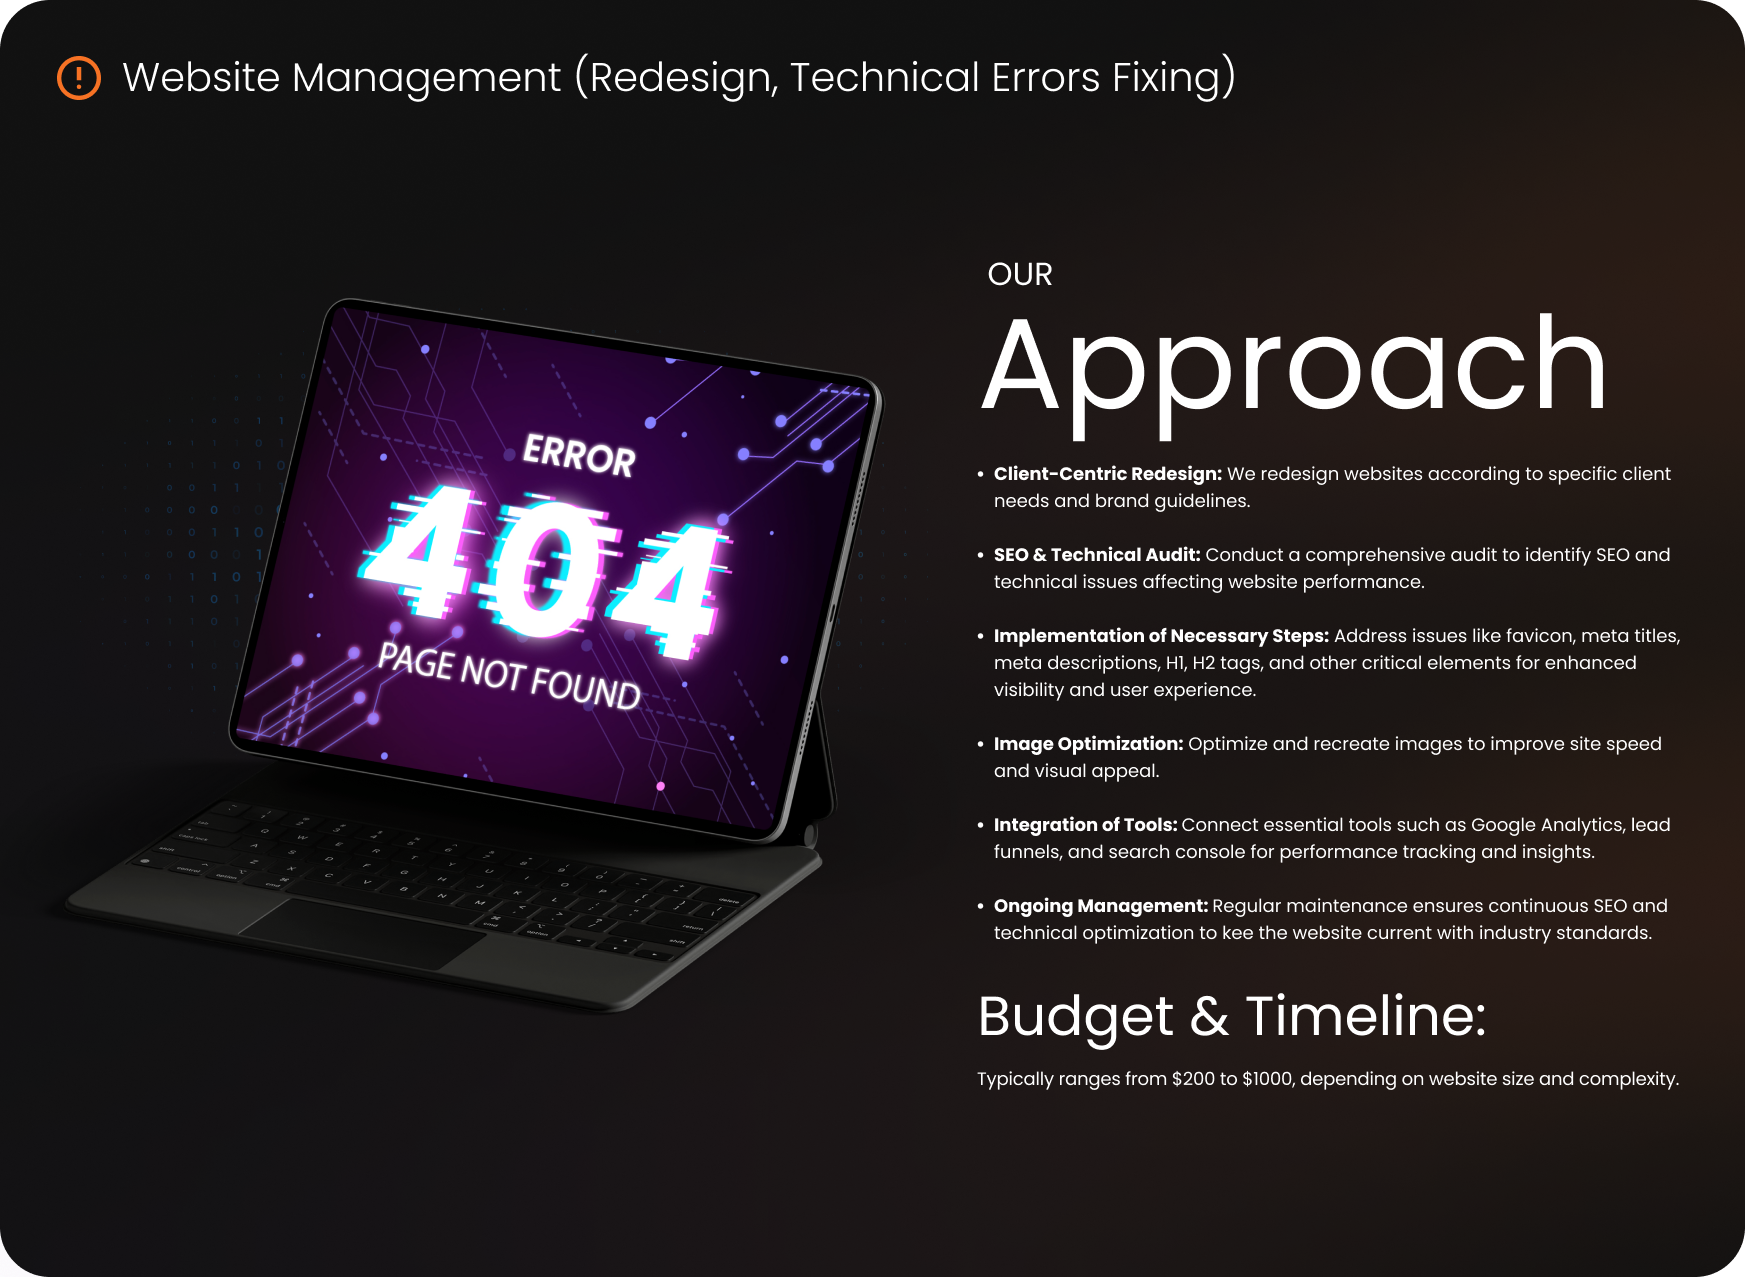 Website Management (Redesign, Technical Errors Fixing)
ERROR
404
PAGE NOT FOUND
OUR
Approach
• Client-Centric Redesign: We redesign websites according to specific client
needs and brand guidelines.
• SEO & Technical Audit: Conduct a comprehensive audit to identify SEO and
technical issues affecting website performance.
• Implementation of Necessary Steps: Address issues like favicon, meta titles,
meta descriptions, H1, H2 tags, and other critical elements for enhanced
visibility and user experience.
• Image Optimization: Optimize and recreate images to improve site speed
and visual appeal.
• Integration of Tools: Connect essential tools such as Google Analytics, lead
funnels, and search console for performance tracking and insights.
• Ongoing Management: Regular maintenance ensures continuous SEO and
technical optimization to kee the website current with industry standards.
Budget & Timeline:
Typically ranges from $200 to $1000, depending on website size and complexity.